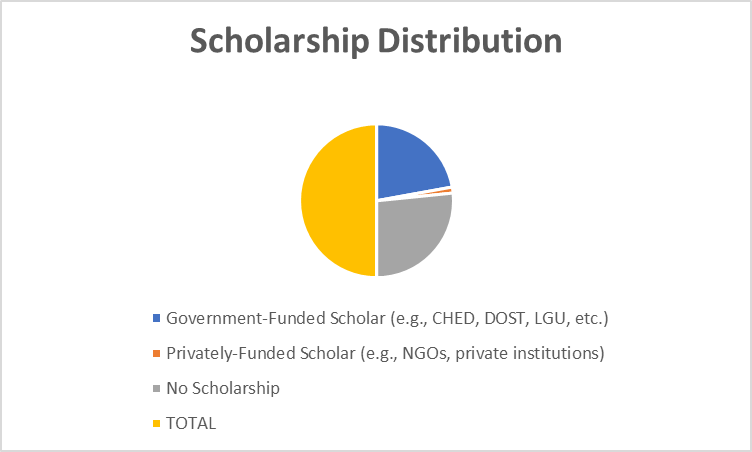 Scholarship Distribution
Government-Funded Scholar (e.g., CHED, DOST, LGU, etc.)
Privately-Funded Scholar (e.g., NGOs, private institutions)
No Scholarship
TOTAL